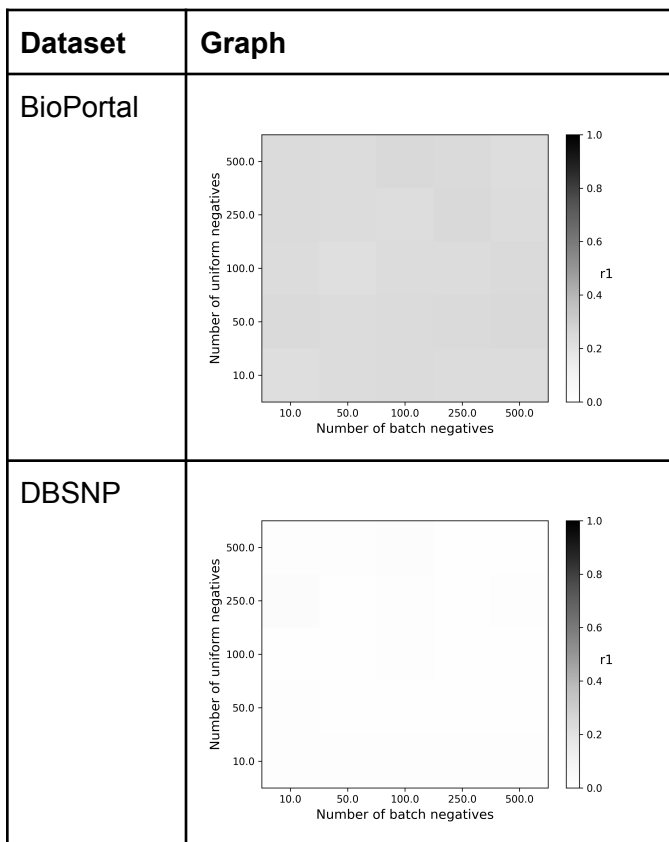 Dataset Graph
BioPortal
500.0
250.0
100.0
50.0
10.0
Number of uniform negatives
10.0 50.0 100.0 250.0 500.0
Number of batch negatives
1.0
0.8
0.6
r1
0.4
0.2
0.0
DBSNP
500.0
250.0
100.0
50.0
10.0
Number of uniform negatives
10.0 50.0 100.0 250.0 500.0
Number of batch negatives
1.0
0.8
0.6
r1
0.4
0.2
0.0